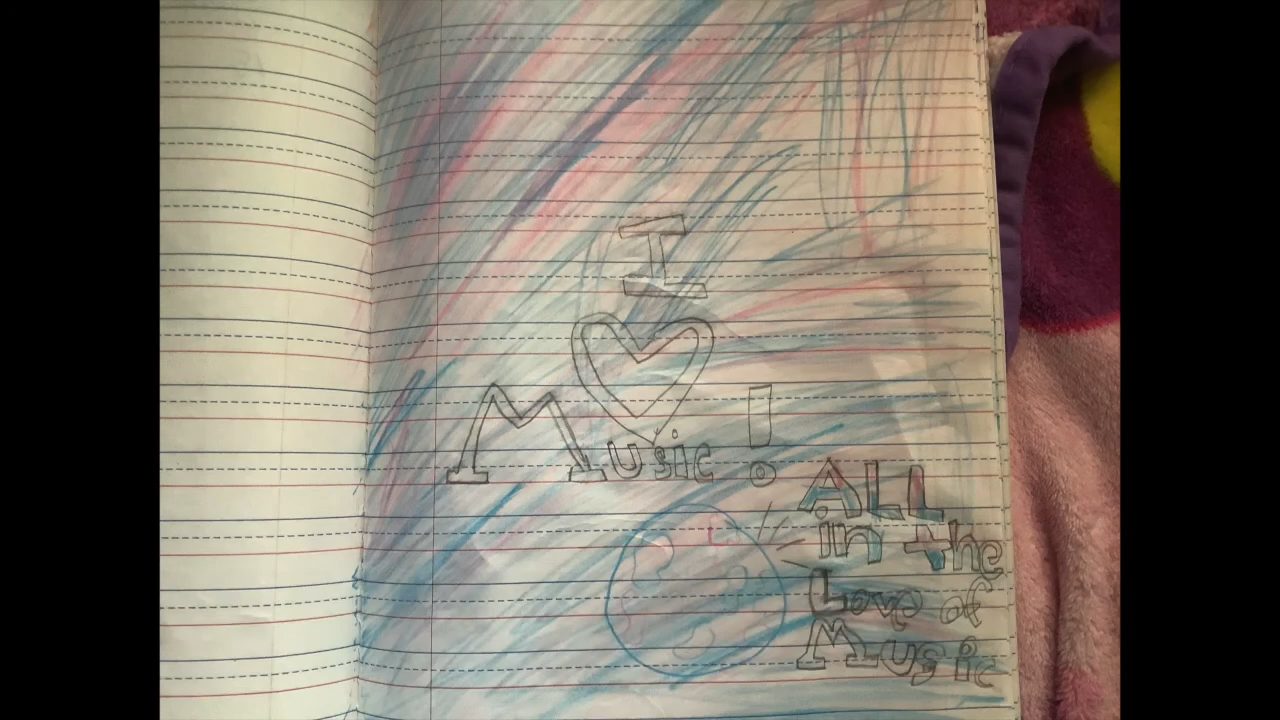 I
♥
Music!
ALL
in the
Love of
Music